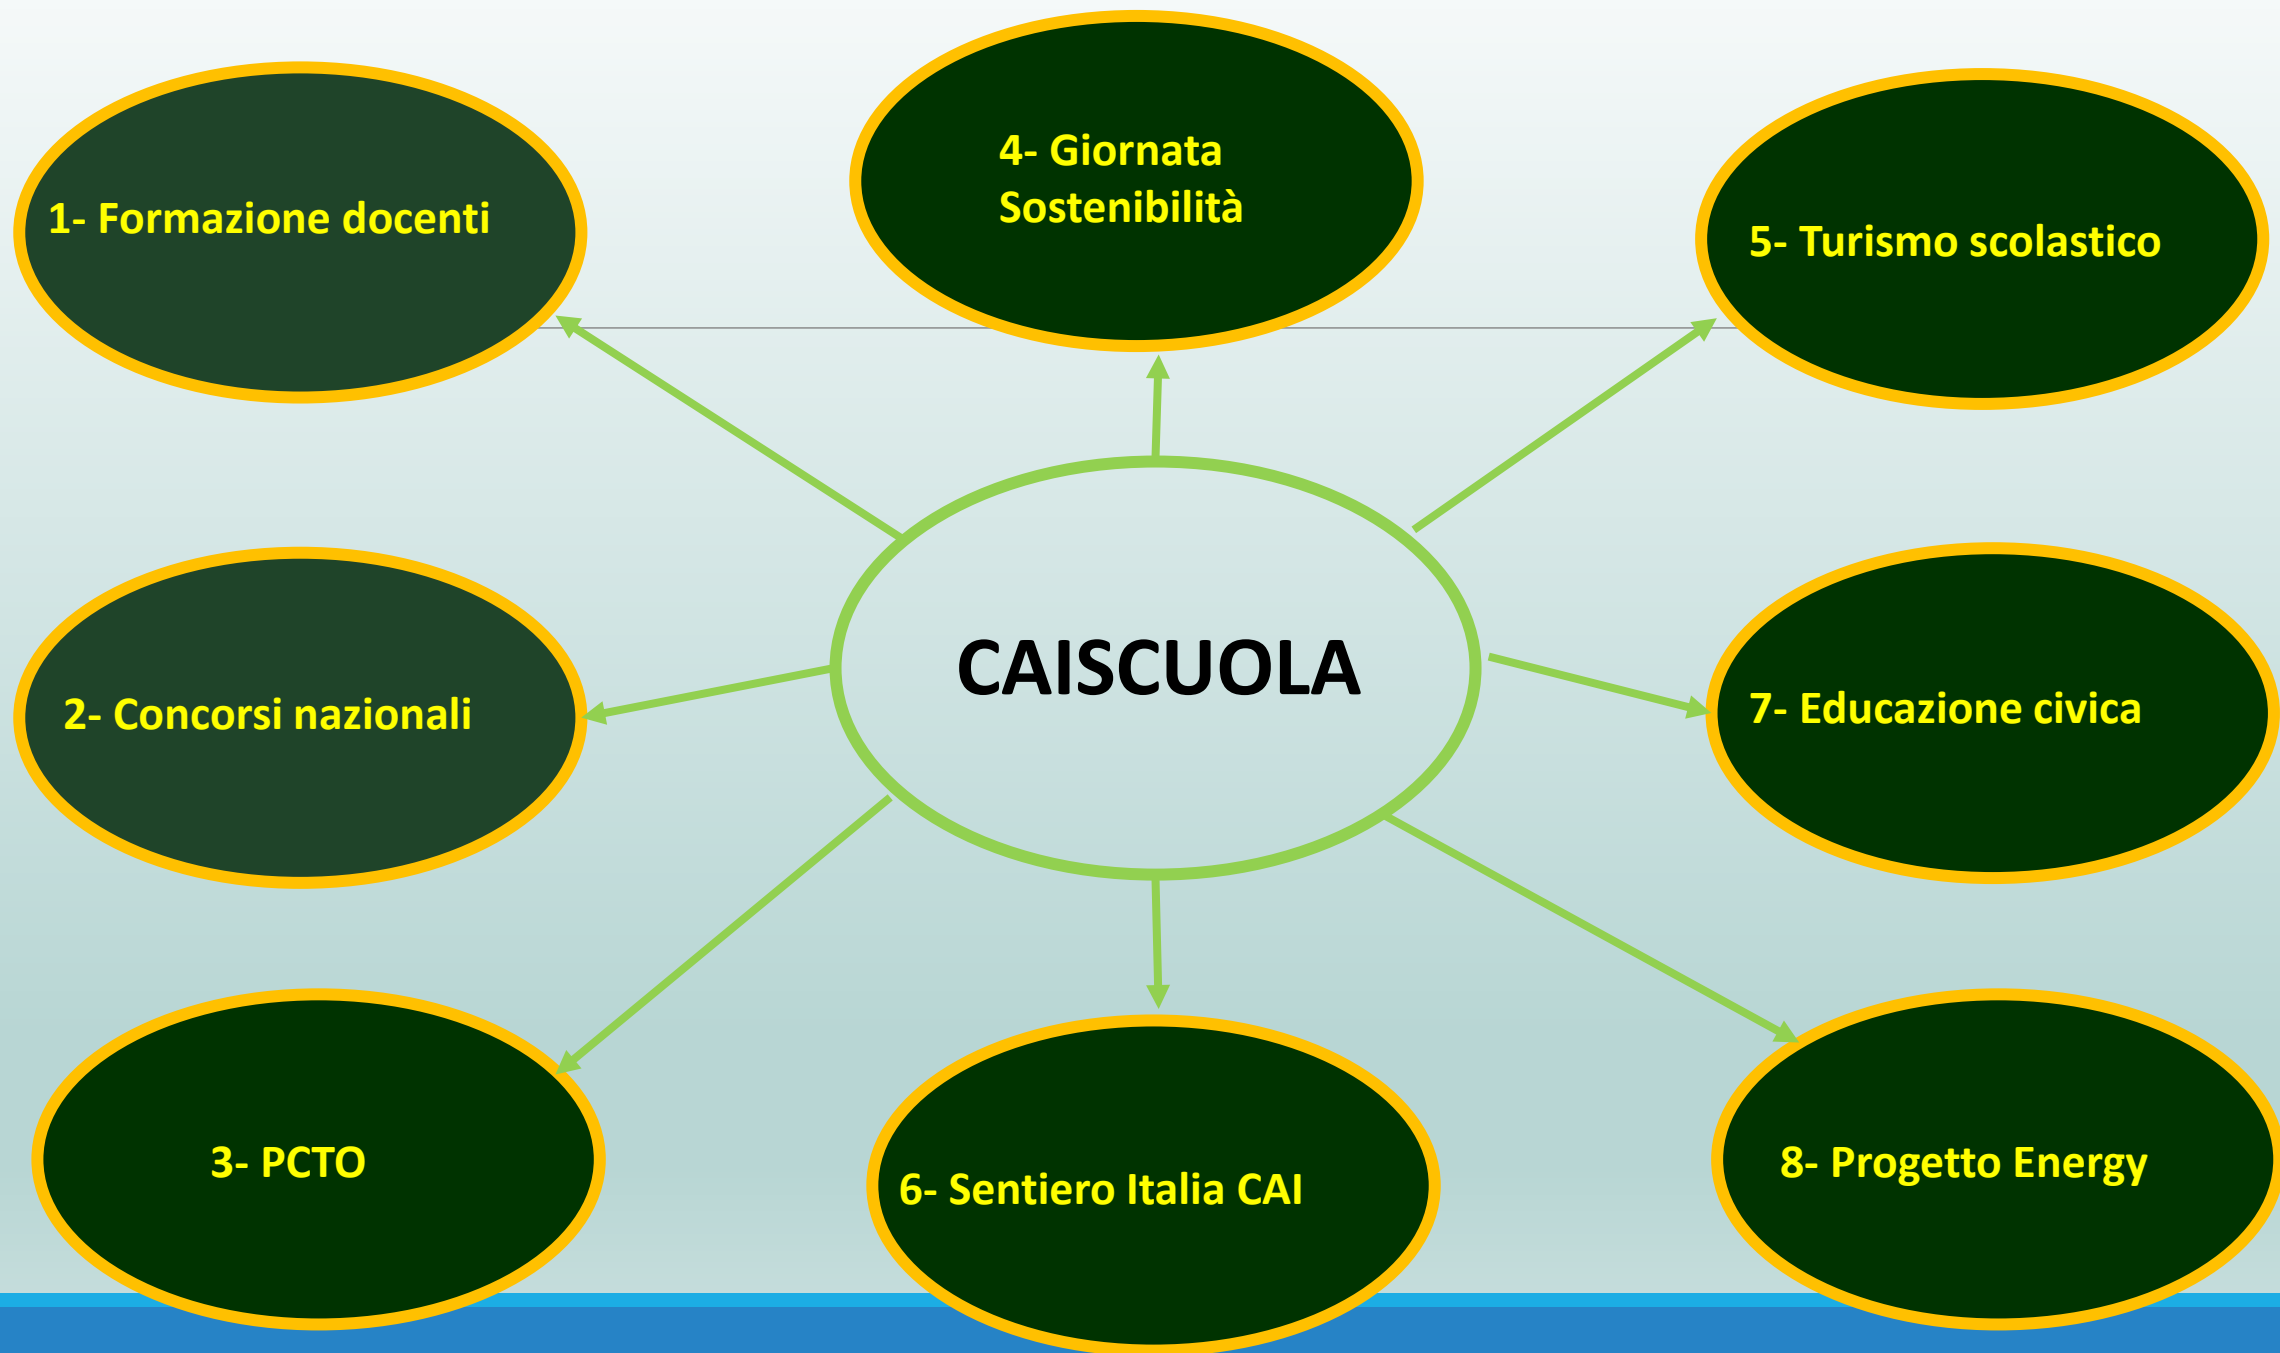 1- Formazione docenti
4- Giornata
Sostenibilità
5- Turismo scolastico
CAISCUOLA
2- Concorsi nazionali
7- Educazione civica
3- PCTO
6- Sentiero Italia CAI
8- Progetto Energy